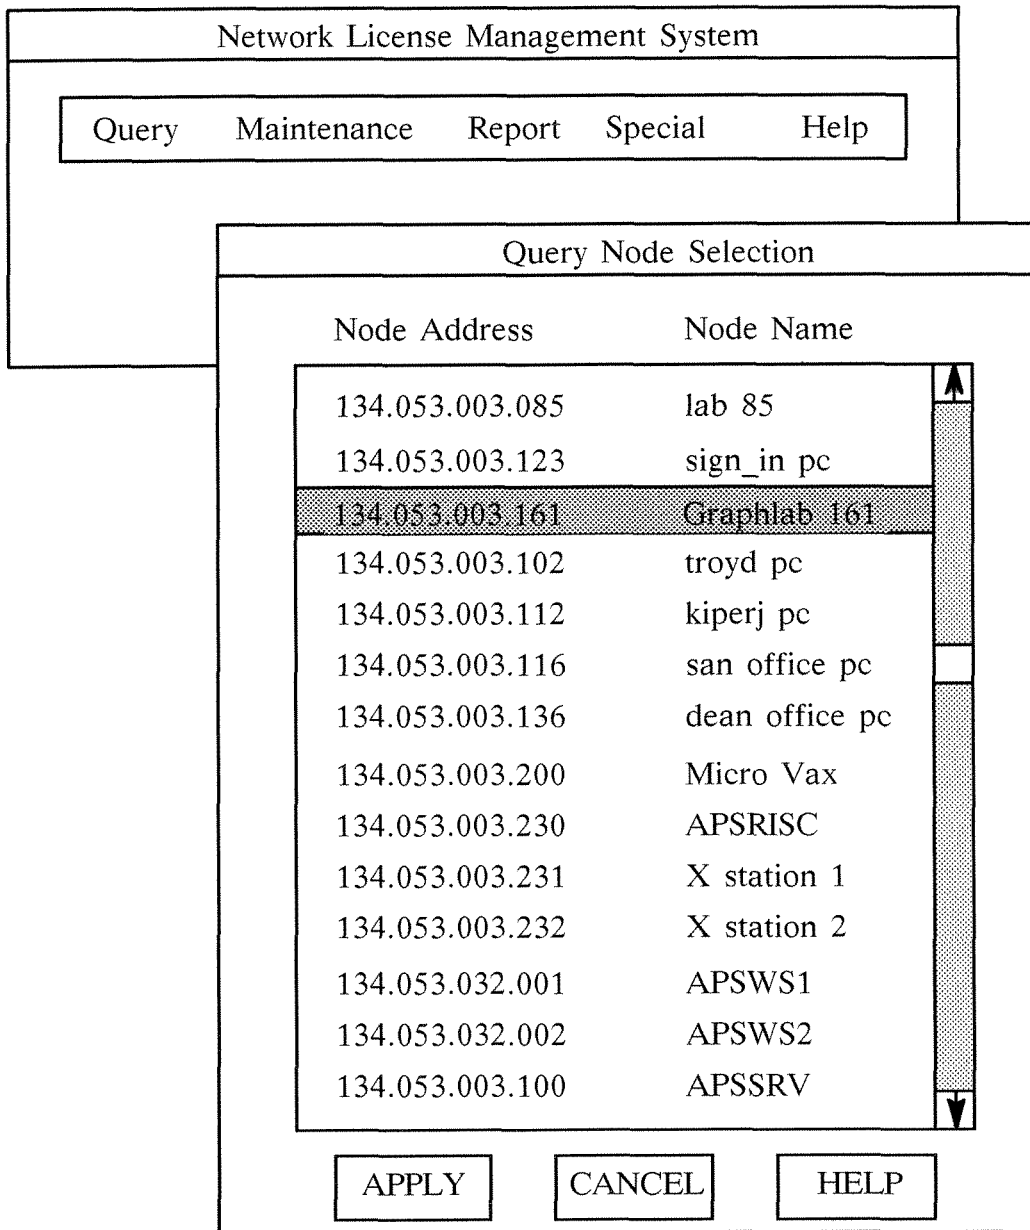 Network License Management System
Query Maintenance Report Special Help
Query Node Selection
Node Address Node Name
134.053.003.085 lab 85
134.053.003.123 sign_in pc
134.053.003.161 Graphlab 161
134.053.003.102 troyd pc
134.053.003.112 kiperj pc
134.053.003.116 san office pc
134.053.003.136 dean office pc
134.053.003.200 Micro Vax
134.053.003.230 APSRISC
134.053.003.231 X station 1
134.053.003.232 X station 2
134.053.032.001 APSWS1
134.053.032.002 APSWS2
134.053.003.100 APSSRV
APPLY CANCEL HELP